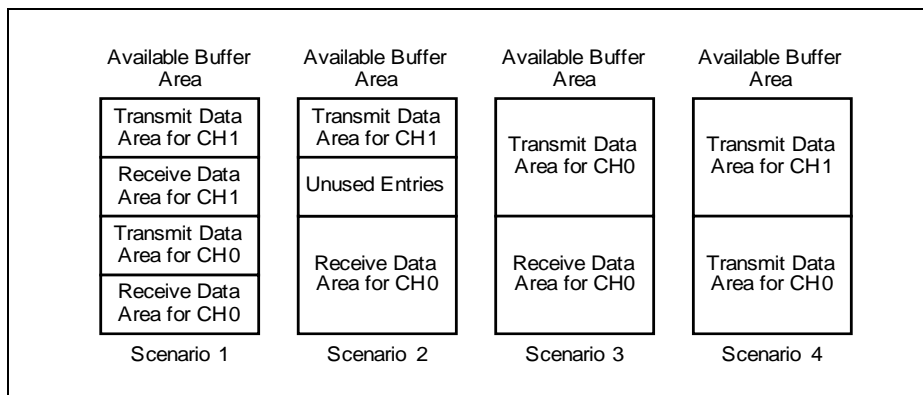 Available Buffer
Area
Transmit Data
Area for CH1
Receive Data
Area for CH1
Transmit Data
Area for CH0
Receive Data
Area for CH0
Scenario 1
Available Buffer
Area
Transmit Data
Area for CH1
Unused Entries
Receive Data
Area for CH0
Scenario 2
Available Buffer
Area
Transmit Data
Area for CH0
Receive Data
Area for CH0
Scenario 3
Available Buffer
Area
Transmit Data
Area for CH1
Transmit Data
Area for CH0
Scenario 4